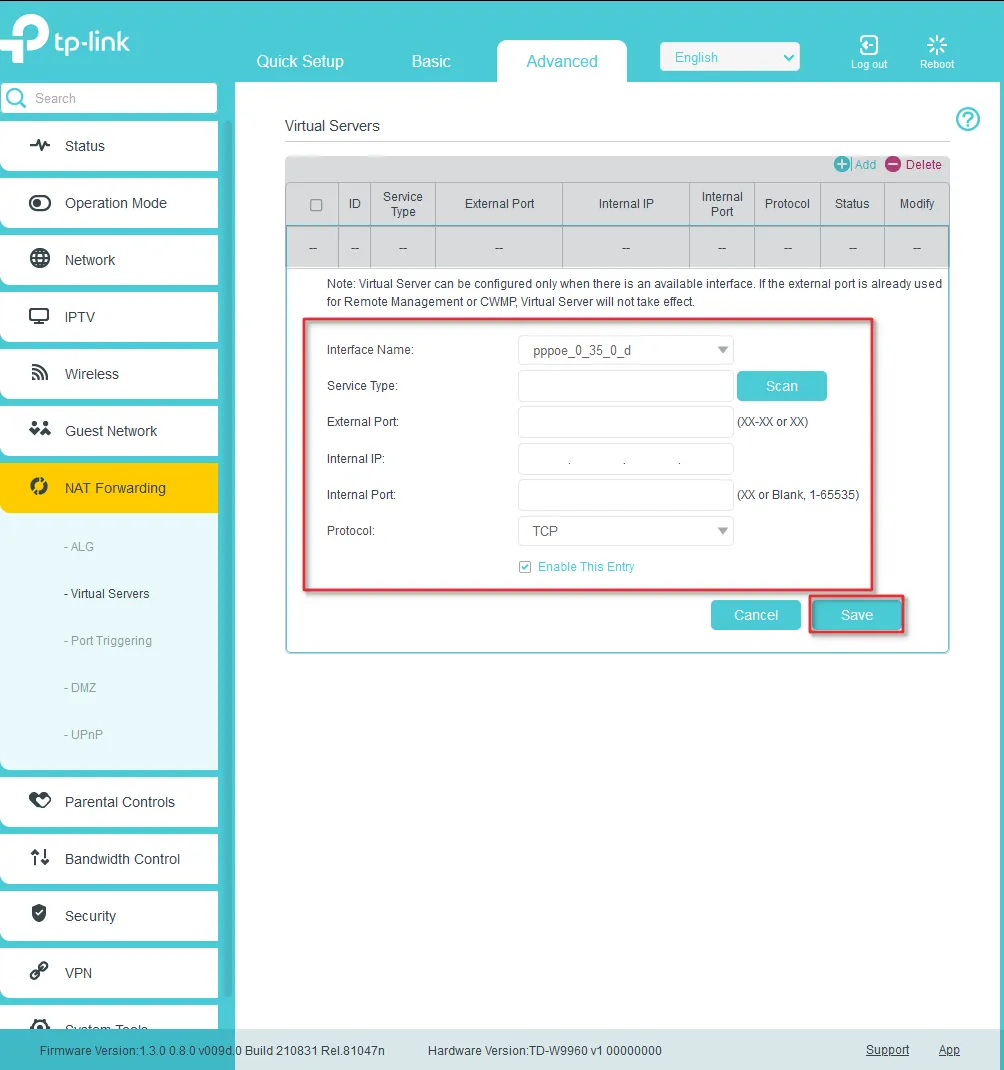 tp-link
Quick Setup
Basic
Advanced
English
Log out
Reboot
Search
Status
Operation Mode
Network
IPTV
Wireless
Guest Network
NAT Forwarding
- ALG
- Virtual Servers
- Port Triggering
- DMZ
- UPnP
Parental Controls
Bandwidth Control
Security
VPN
System Tools
Virtual Servers
Add Delete
ID Service Type External Port Internal IP Internal Port Protocol Status Modify
-- -- -- -- -- -- -- -- --
Note: Virtual Server can be configured only when there is an available interface. If the external port is already used
for Remote Management or CWMP, Virtual Server will not take effect.
Interface Name: pppoe_0_35_0_d
Service Type: Scan
External Port: (XX-XX or XX)
Internal IP: . . .
Internal Port: (XX or Blank, 1-65535)
Protocol: TCP
Enable This Entry
Cancel Save
Firmware Version:1.3.0 0.8.0 v009d.0 Build 210831 Rel.81047n Hardware Version:TD-W9960 v1 00000000 Support App